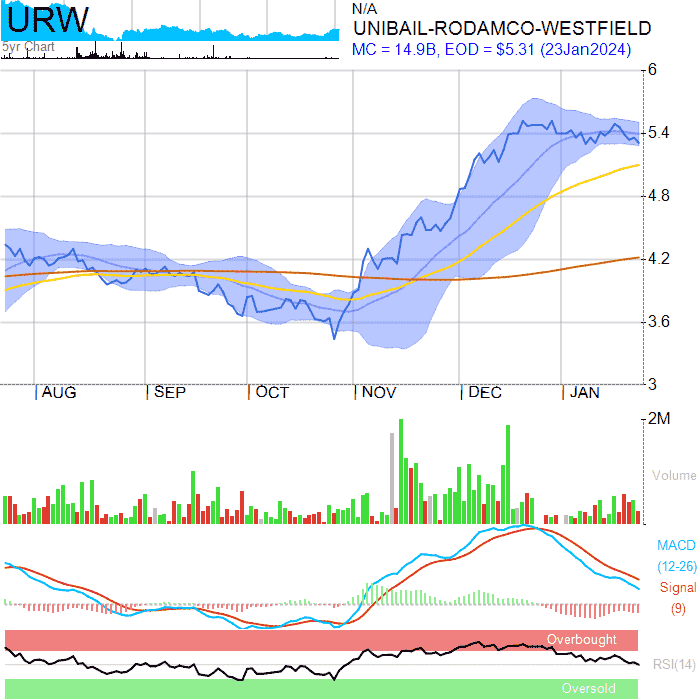 URW
5yr Chart
N/A
UNIBAIL-RODAMCO-WESTFIELD
MC = 14.9B, EOD = $5.31 (23Jan2024)
6
5.4
4.8
4.2
3.6
3
AUG SEP OCT NOV DEC JAN
2M
Volume
MACD
(12-26)
Signal
(9)
Overbought
RSI(14)
Oversold